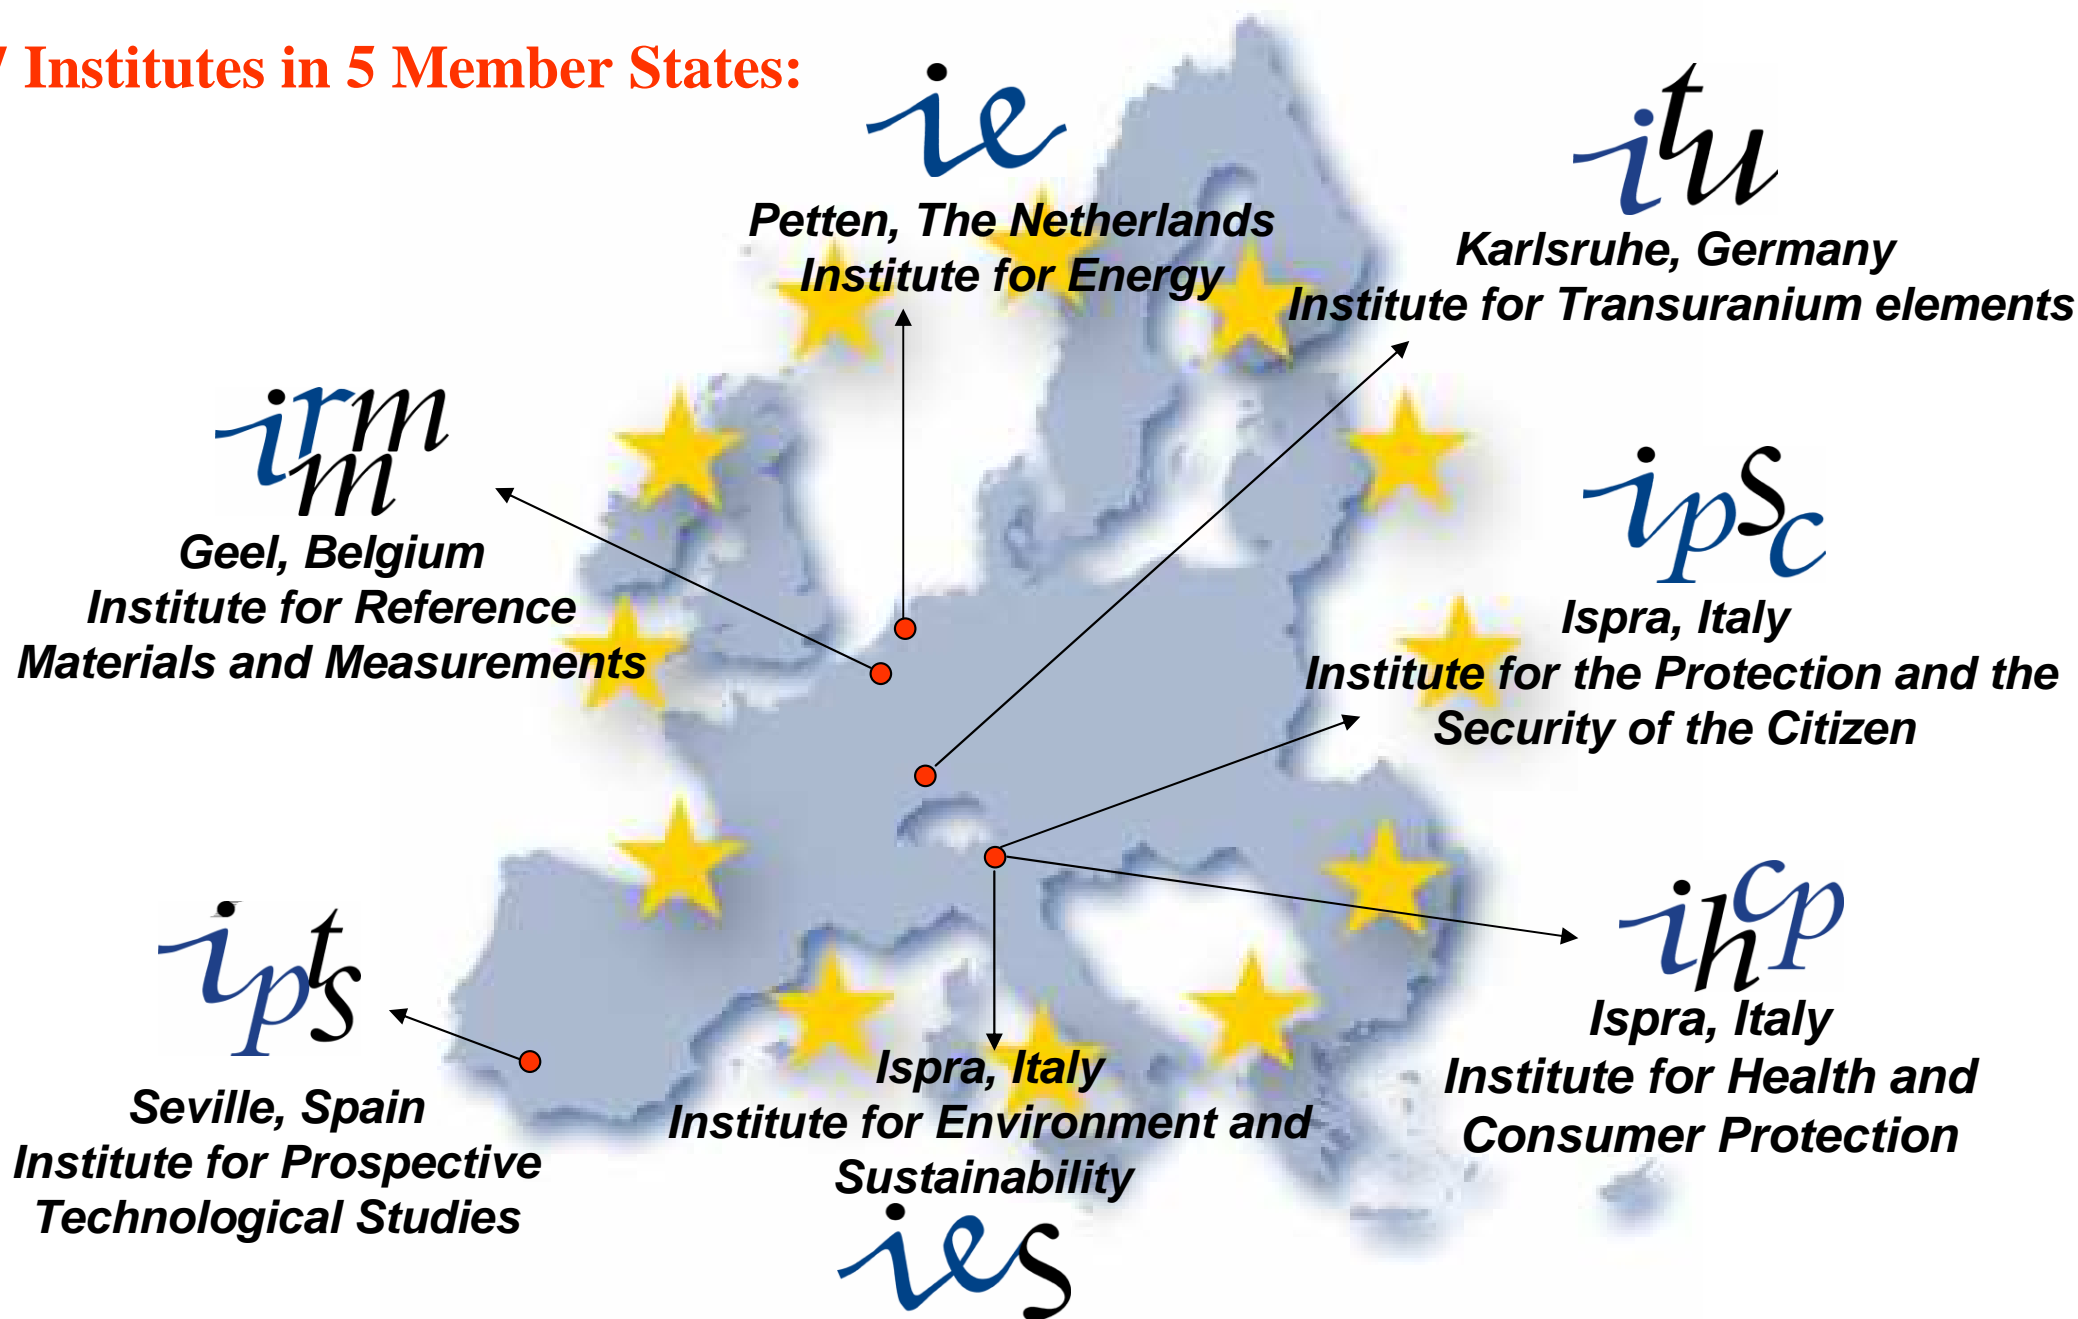 7 Institutes in 5 Member States:
ie
Petten, The Netherlands
Institute for Energy
itu
Karlsruhe, Germany
Institute for Transuranium elements
irmm
Geel, Belgium
Institute for Reference
Materials and Measurements
ipsc
Ispra, Italy
Institute for the Protection and the
Security of the Citizen
ipts
Seville, Spain
Institute for Prospective
Technological Studies
Ispra, Italy
Institute for Environment and
Sustainability
ies
ihcp
Ispra, Italy
Institute for Health and
Consumer Protection